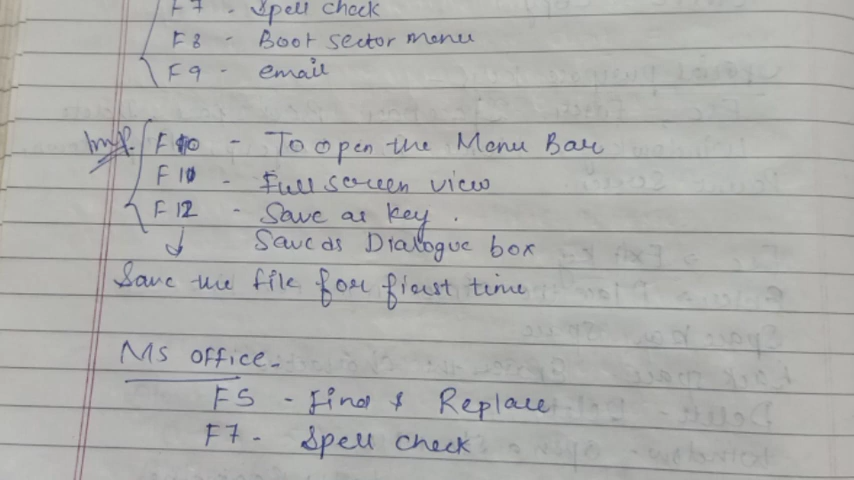 F7 - Spell check
F8 - Boot sector menu
F9 - email
Imp. F10 - To open the Menu Bar
F11 - Full screen view
F12 - Save as key.
Save as Dialogue box
Save the file for first time
MS office-
F5 - Find & Replace
F7 - Spell check